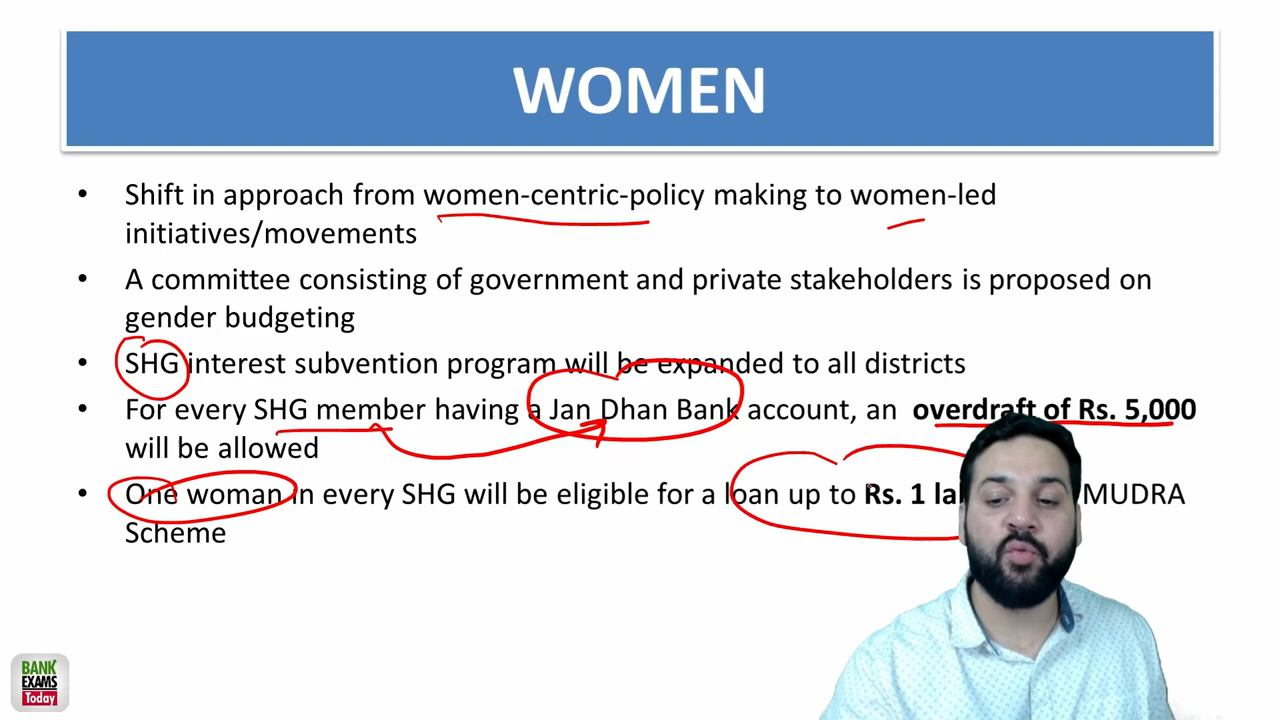 WOMEN
• Shift in approach from women-centric-policy making to women-led
initiatives/movements
• A committee consisting of government and private stakeholders is proposed on
gender budgeting
• SHG interest subvention program will be expanded to all districts
• For every SHG member having a Jan Dhan Bank account, an overdraft of Rs. 5,000
will be allowed
• One woman in every SHG will be eligible for a loan up to Rs. 1 MUDRA
Scheme
BANK
EXAMS
Today